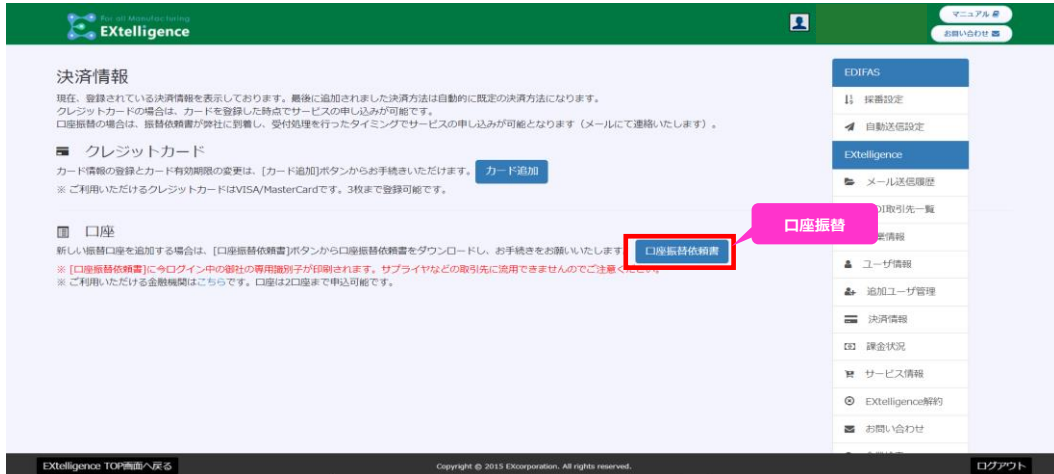 For all Manufacturing
EXtelligence
マニュアル
お問い合わせ
決済情報
現在、登録されている決済情報を表示しております。最後に追加されました決済方法は自動的に既定の決済方法になります。
クレジットカードの場合は、カードを登録した時点でサービスの申し込みが可能です。
口座振替の場合は、振替依頼書が弊社に到着し、受付処理を行ったタイミングでサービスの申し込みが可能となります（メールにて連絡いたします）。
クレジットカード
カード情報の登録とカード有効期限の変更は、[カード追加]ボタンからお手続きいただけます。 カード追加
※ ご利用いただけるクレジットカードはVISA/MasterCardです。3枚まで登録可能です。
口座
新しい振替口座を追加する場合は、[口座振替依頼書]ボタンから口座振替依頼書をダウンロードし、お手続きをお願いいたします 口座振替依頼書
※ [口座振替依頼書]に今ログイン中の御社の専用識別子が印刷されます。サプライヤなどの取引先に流用できませんのでご注意ください。
※ ご利用いただける金融機関はこちらです。口座は2口座まで申込可能です。
口座振替
EDIFAS
採番設定
自動送信設定
EXtelligence
メール送信履歴
DI取引先一覧
業情報
ユーザ情報
追加ユーザ管理
決済情報
課金状況
サービス情報
EXtelligence解約
お問い合わせ
EXtelligence TOP画面へ戻る
Copyright © 2015 EXcorporation. All rights reserved.
ログアウト